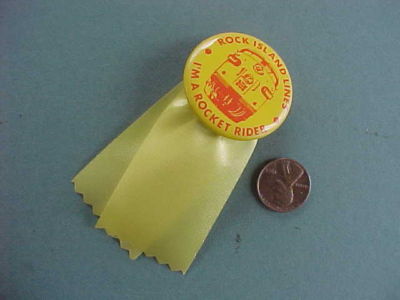 ROCK ISLAND LINES
I'M A ROCKET RIDER